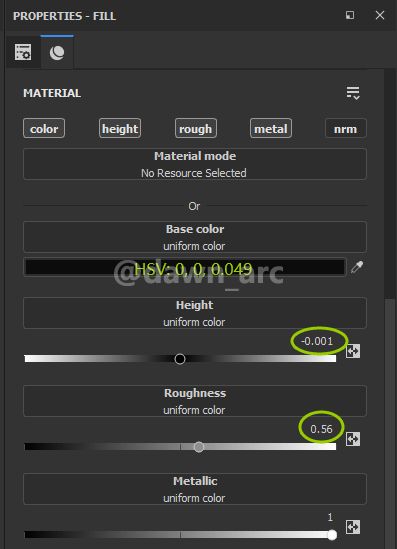 PROPERTIES - FILL
MATERIAL
color height rough metal nrm
Material mode
No Resource Selected
Or
Base color
uniform color
HSV: 0, 0, 0.049
@dawn_arc
Height
uniform color
-0.001
Roughness
uniform color
0.56
Metallic
uniform color
1